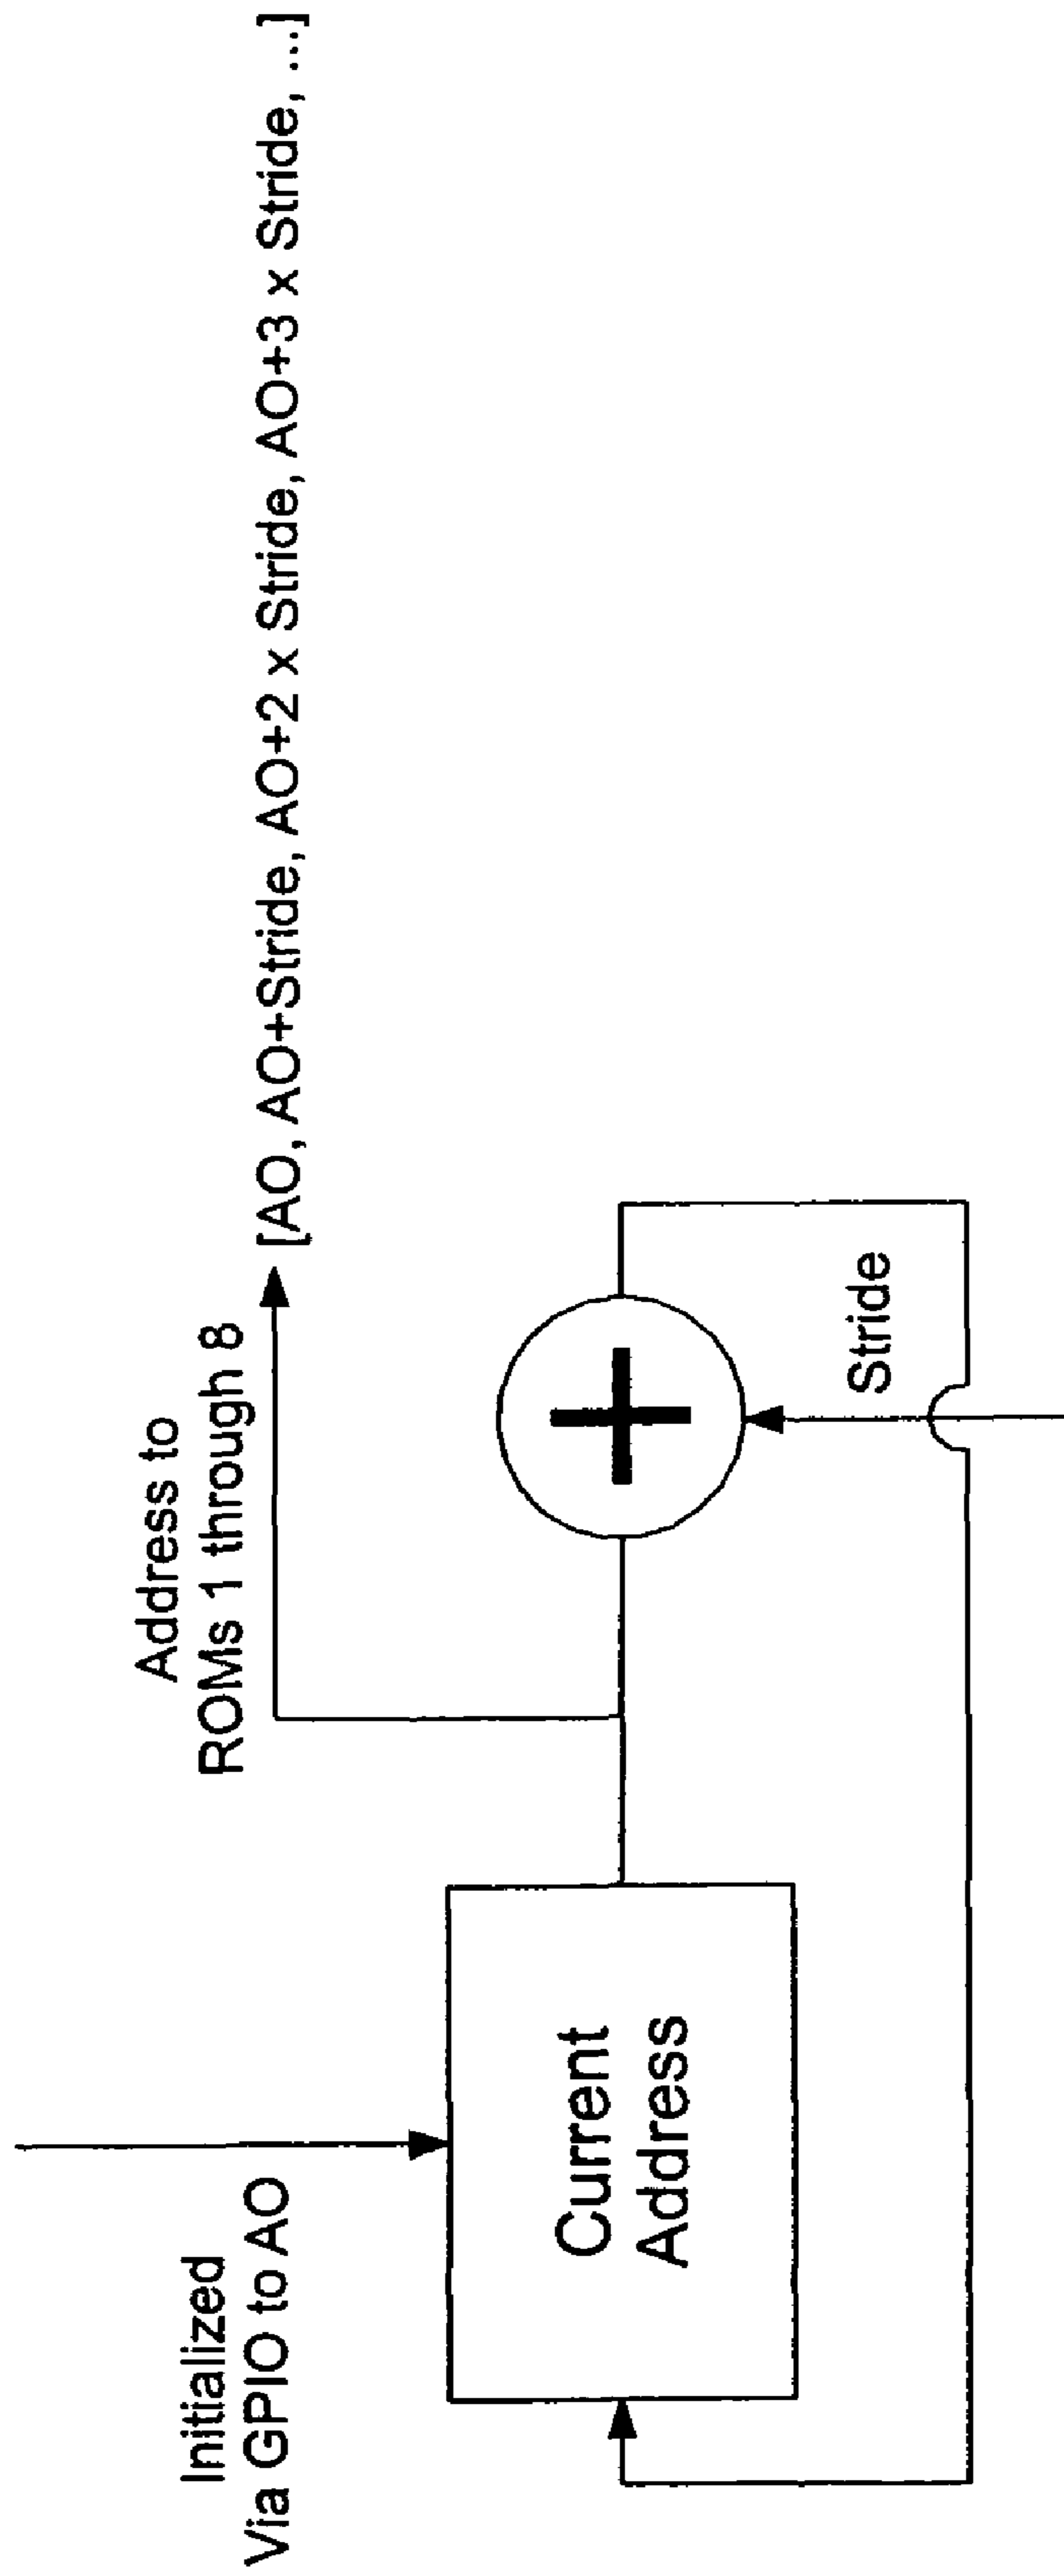 Initialized
Via GPIO to AO
Address to
ROMs 1 through 8
[AO, AO+Stride, AO+2 x Stride, AO+3 x Stride, ...]
Current
Address
+
Stride